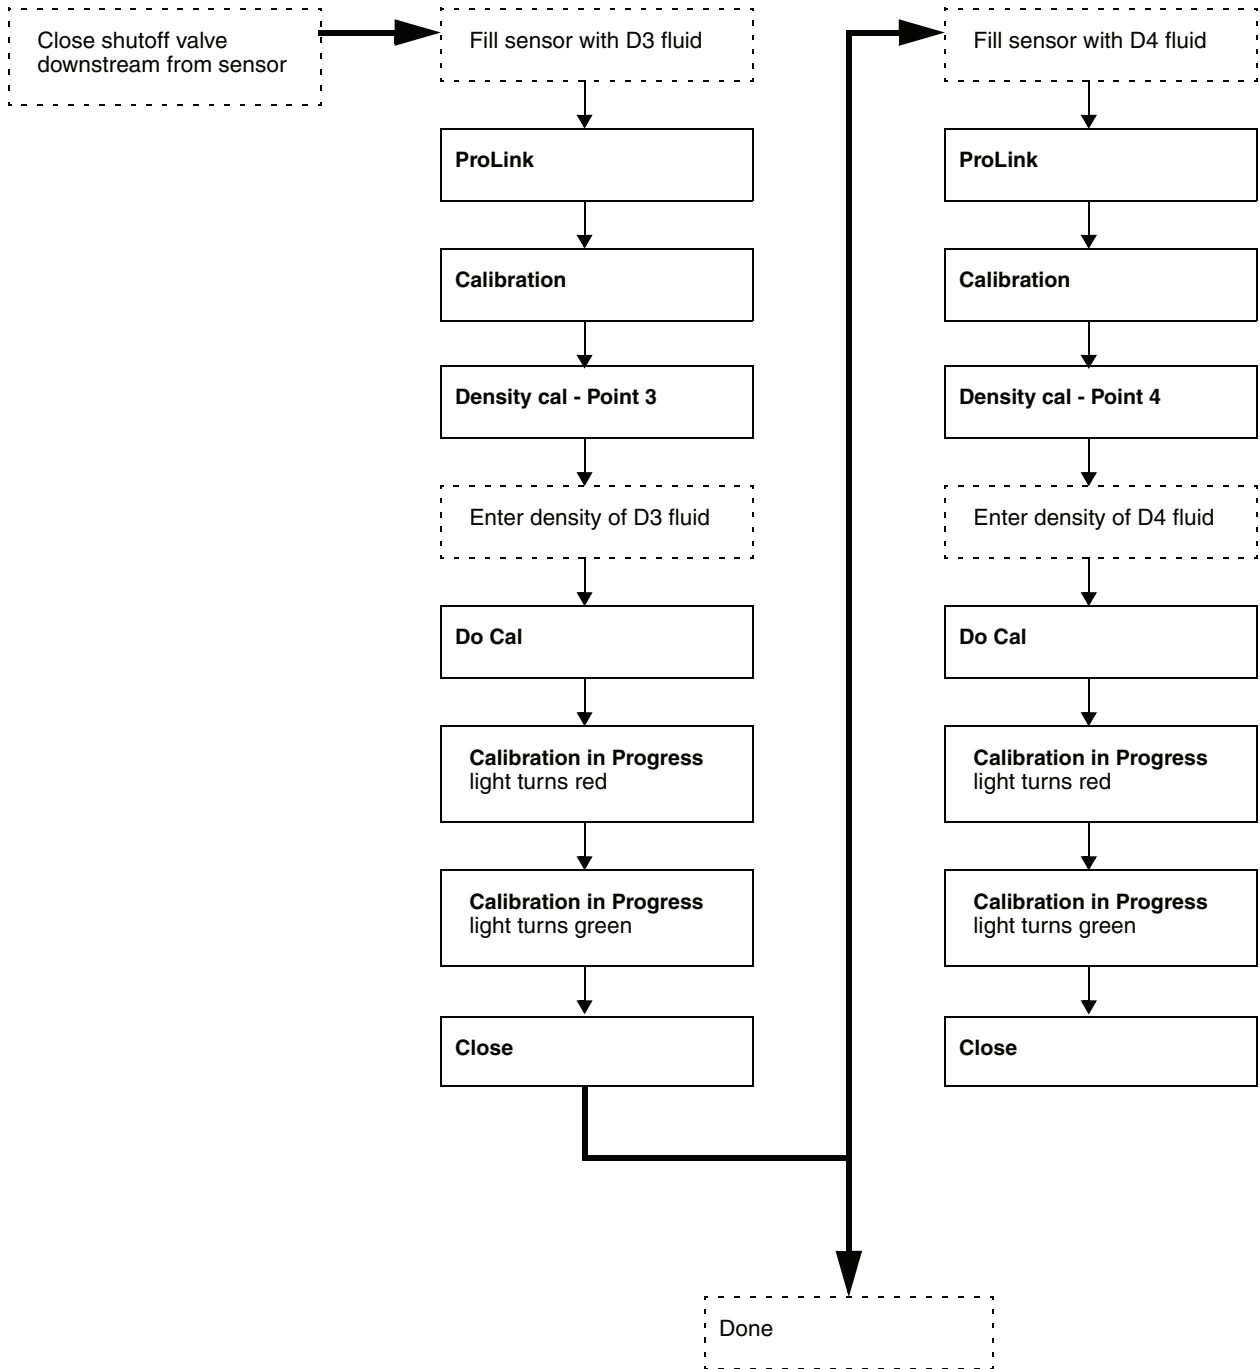 Close shutoff valve
downstream from sensor
Fill sensor with D3 fluid
ProLink
Calibration
Density cal - Point 3
Enter density of D3 fluid
Do Cal
Calibration in Progress
light turns red
Calibration in Progress
light turns green
Close
Fill sensor with D4 fluid
ProLink
Calibration
Density cal - Point 4
Enter density of D4 fluid
Do Cal
Calibration in Progress
light turns red
Calibration in Progress
light turns green
Close
Done